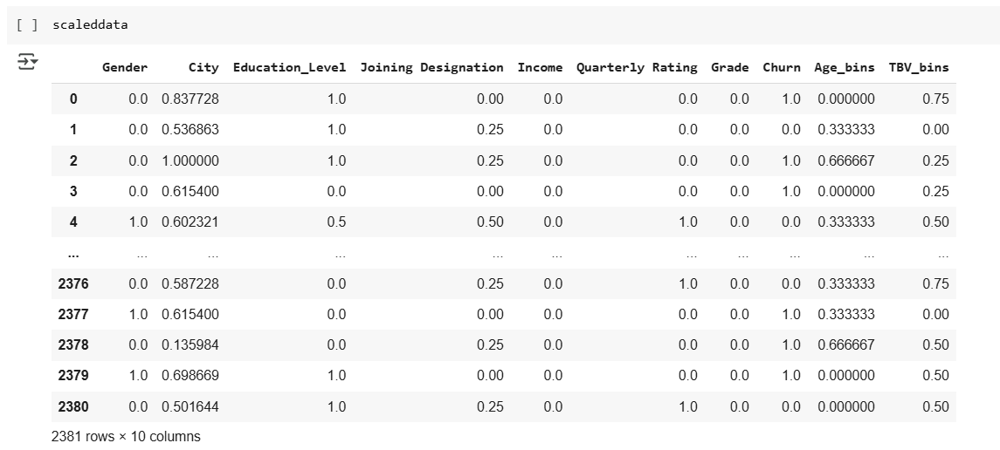 [ ] scaleddata
Gender City Education_Level Joining Designation Income Quarterly Rating Grade Churn Age_bins TBV_bins
0 0.0 0.837728 1.0 0.00 0.0 0.0 0.0 1.0 0.000000 0.75
1 0.0 0.536863 1.0 0.25 0.0 0.0 0.0 0.0 0.333333 0.00
2 0.0 1.000000 1.0 0.25 0.0 0.0 0.0 1.0 0.666667 0.25
3 0.0 0.615400 0.0 0.00 0.0 0.0 0.0 1.0 0.000000 0.25
4 1.0 0.602321 0.5 0.50 0.0 1.0 0.0 0.0 0.333333 0.50
... ... ... ... ... ... ... ... ... ... ...
2376 0.0 0.587228 0.0 0.25 0.0 1.0 0.0 0.0 0.333333 0.75
2377 1.0 0.615400 0.0 0.00 0.0 0.0 0.0 1.0 0.333333 0.00
2378 0.0 0.135984 0.0 0.25 0.0 0.0 0.0 1.0 0.666667 0.50
2379 1.0 0.698669 1.0 0.00 0.0 0.0 0.0 1.0 0.000000 0.50
2380 0.0 0.501644 1.0 0.25 0.0 1.0 0.0 0.0 0.000000 0.50
2381 rows × 10 columns